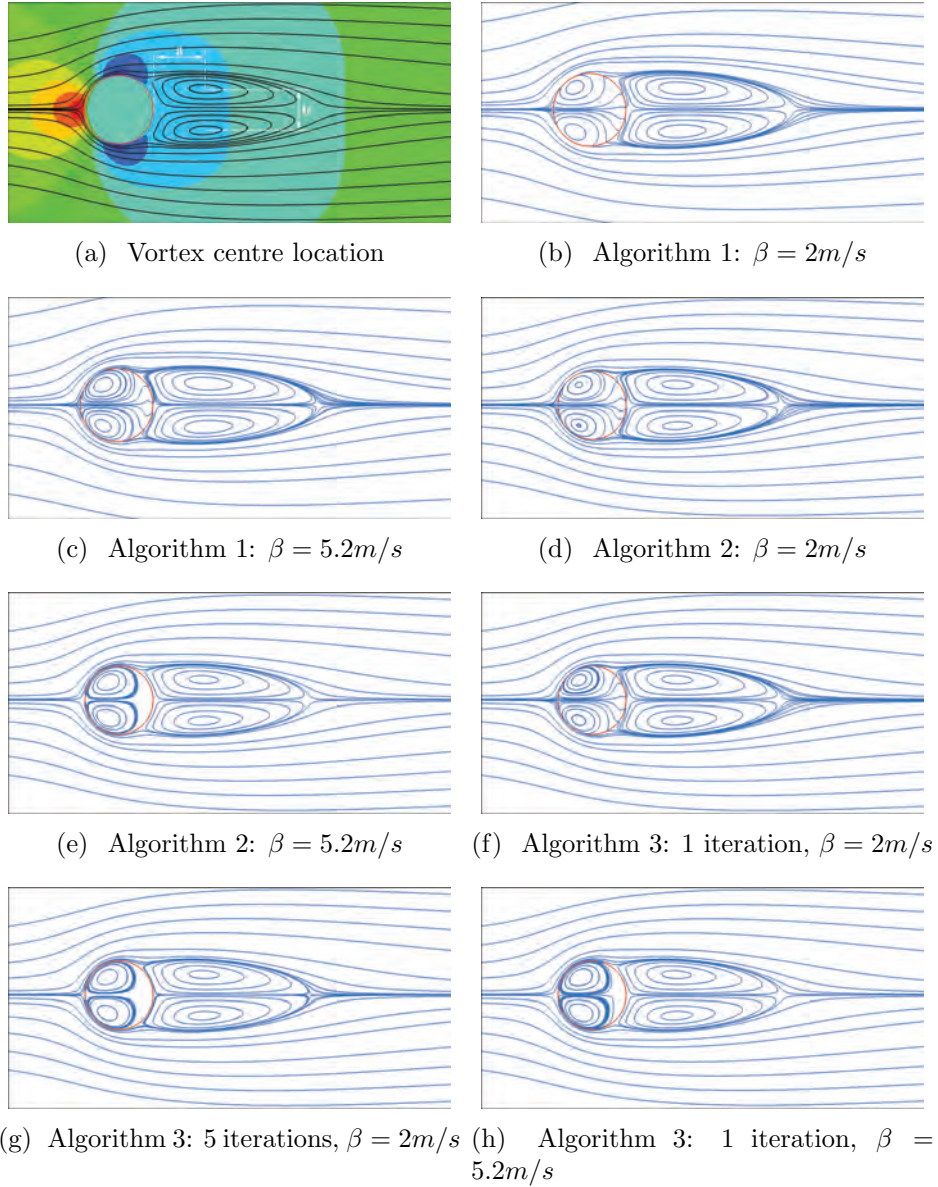 (a) Vortex centre location
(b) Algorithm 1: β = 2m/s
(c) Algorithm 1: β = 5.2m/s
(d) Algorithm 2: β = 2m/s
(e) Algorithm 2: β = 5.2m/s
(f) Algorithm 3: 1 iteration, β = 2m/s
(g) Algorithm 3: 5 iterations, β = 2m/s
(h) Algorithm 3: 1 iteration, β =
5.2m/s